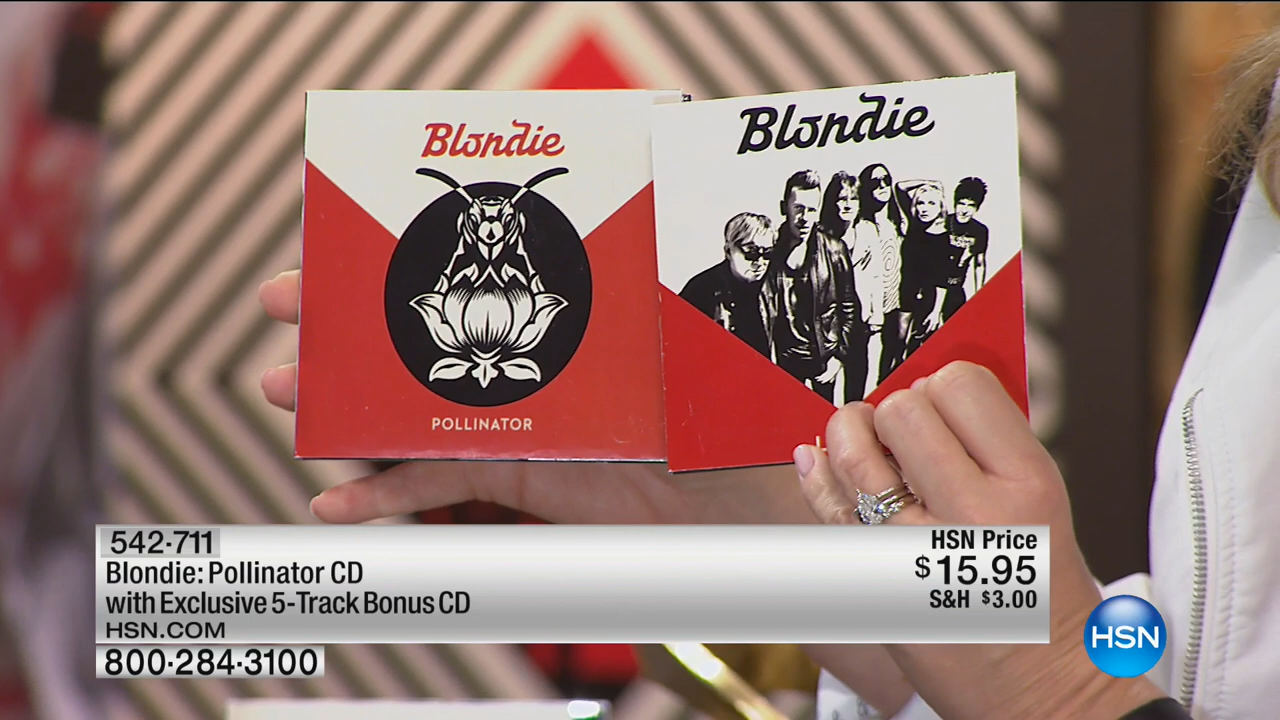 Blondie
POLLINATOR
Blondie
542-711
Blondie: Pollinator CD
with Exclusive 5-Track Bonus CD
HSN.COM
800-284-3100
HSN Price
$15.95
S&H $3.00
HSN